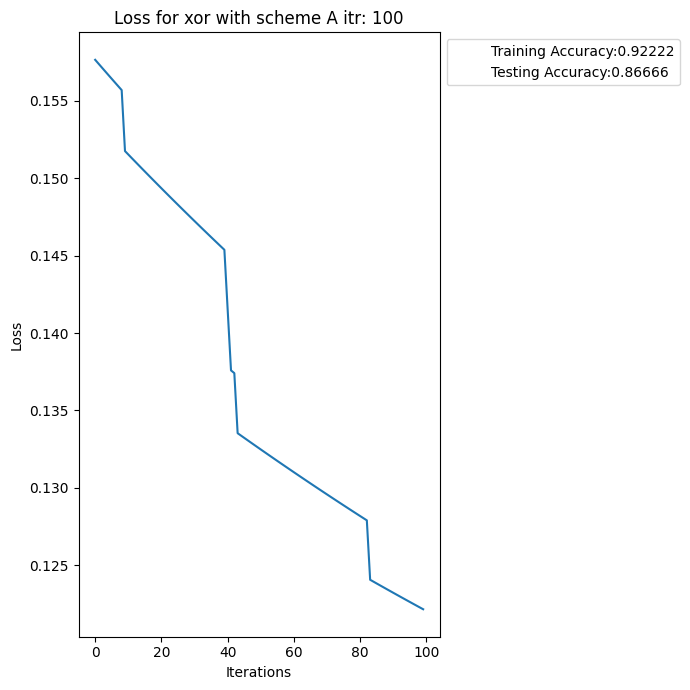 Loss for xor with scheme A itr: 100
Training Accuracy:0.92222
Testing Accuracy:0.86666
0.155
0.150
0.145
0.140
0.135
0.130
0.125
Loss
0 20 40 60 80 100
Iterations